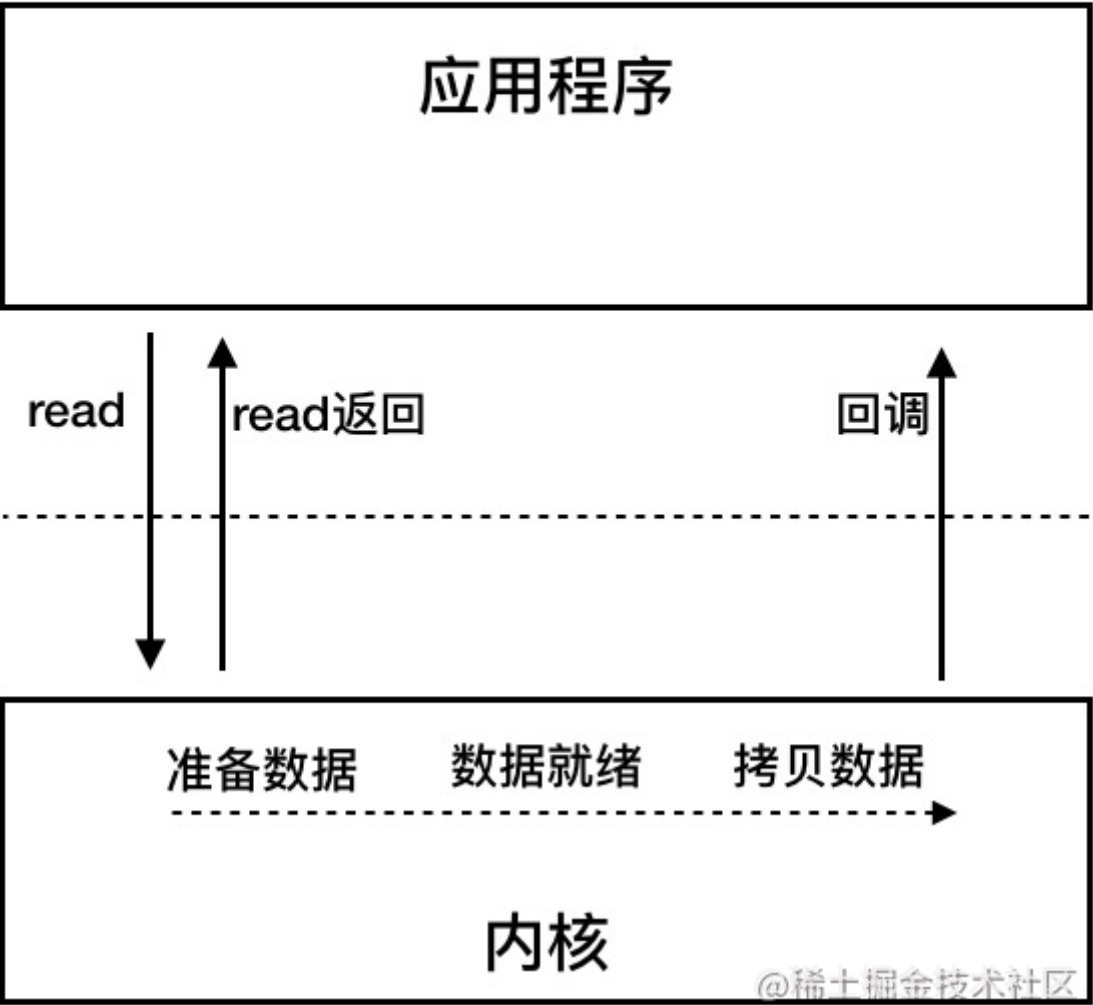 应用程序
read
read返回
回调
准备数据
数据就绪
拷贝数据
内核
@稀土掘金技术社区